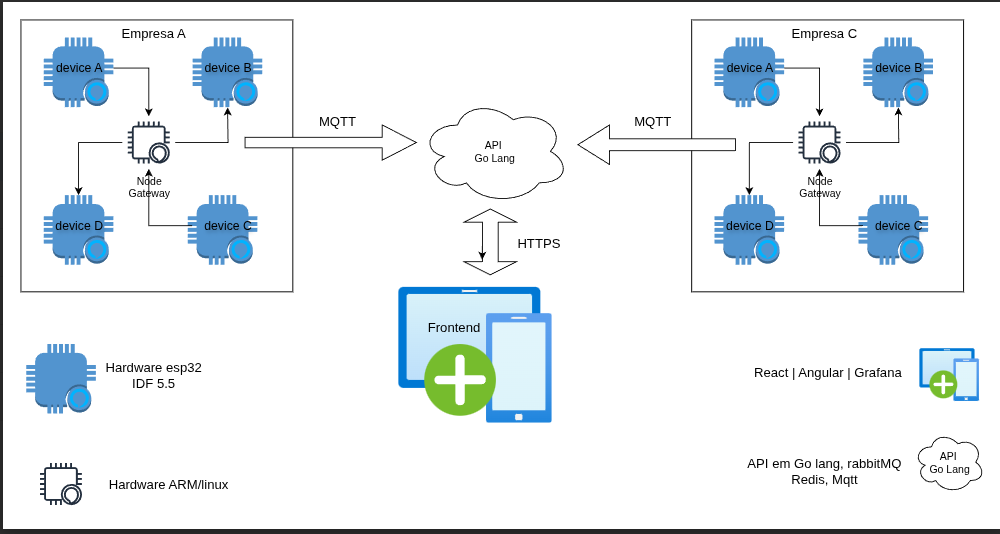 Empresa A
device A
device B
Node
Gateway
device D
device C
MQTT
API
Go Lang
MQTT
Empresa C
device A
device B
Node
Gateway
device D
device C
HTTPS
Frontend
Hardware esp32
IDF 5.5
Hardware ARM/linux
React | Angular | Grafana
API em Go lang, rabbitMQ
Redis, Mqtt
API
Go Lang